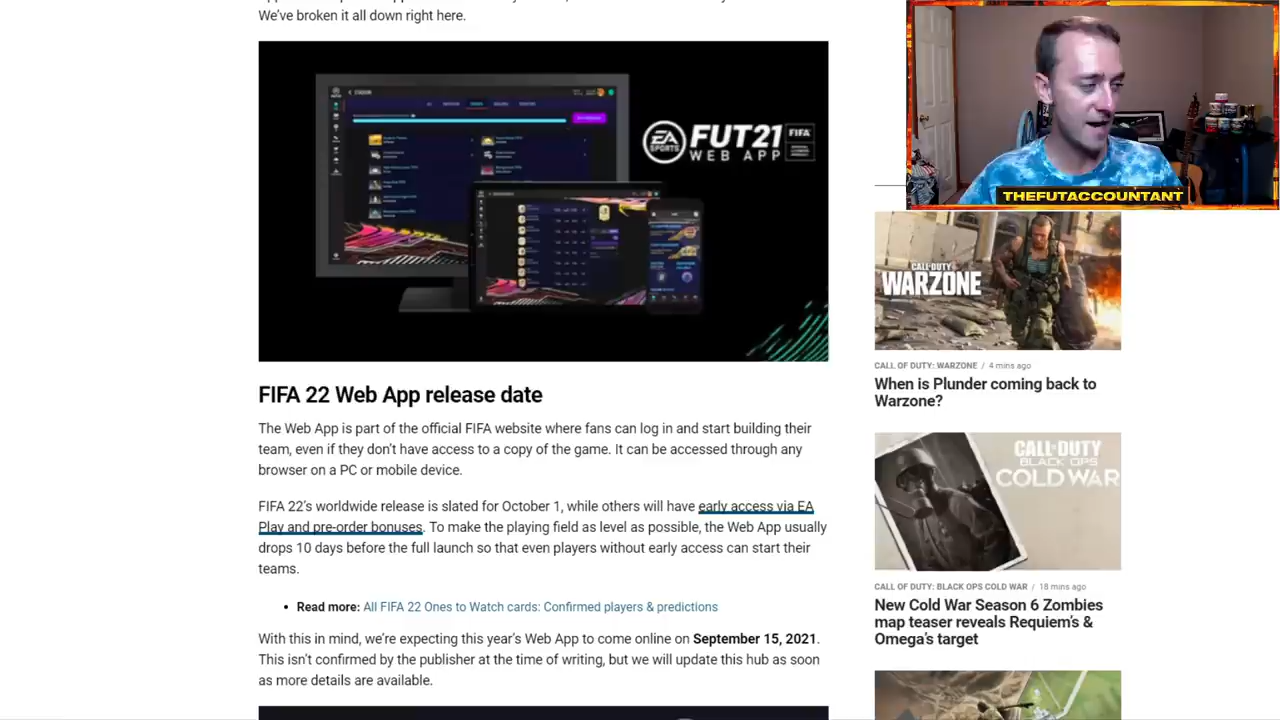 We've broken it all down right here.
EA SPORTS
FUT21
WEB APP
FIFA
FIFA 22 Web App release date
The Web App is part of the official FIFA website where fans can log in and start building their
team, even if they don't have access to a copy of the game. It can be accessed through any
browser on a PC or mobile device.
FIFA 22's worldwide release is slated for October 1, while others will have early access via EA
Play and pre-order bonuses. To make the playing field as level as possible, the Web App usually
drops 10 days before the full launch so that even players without early access can start their
teams.
• Read more: All FIFA 22 Ones to Watch cards: Confirmed players & predictions
With this in mind, we're expecting this year's Web App to come online on September 15, 2021.
This isn't confirmed by the publisher at the time of writing, but we will update this hub as soon
as more details are available.
THEFUTACCOUNTANT
CALL OF DUTY
WARZONE
CALL OF DUTY: WARZONE / 4 mins ago
When is Plunder coming back to
Warzone?
CALL OF DUTY
BLACK OPS
COLD WAR
CALL OF DUTY: BLACK OPS COLD WAR / 18 mins ago
New Cold War Season 6 Zombies
map teaser reveals Requiem's &
Omega's target